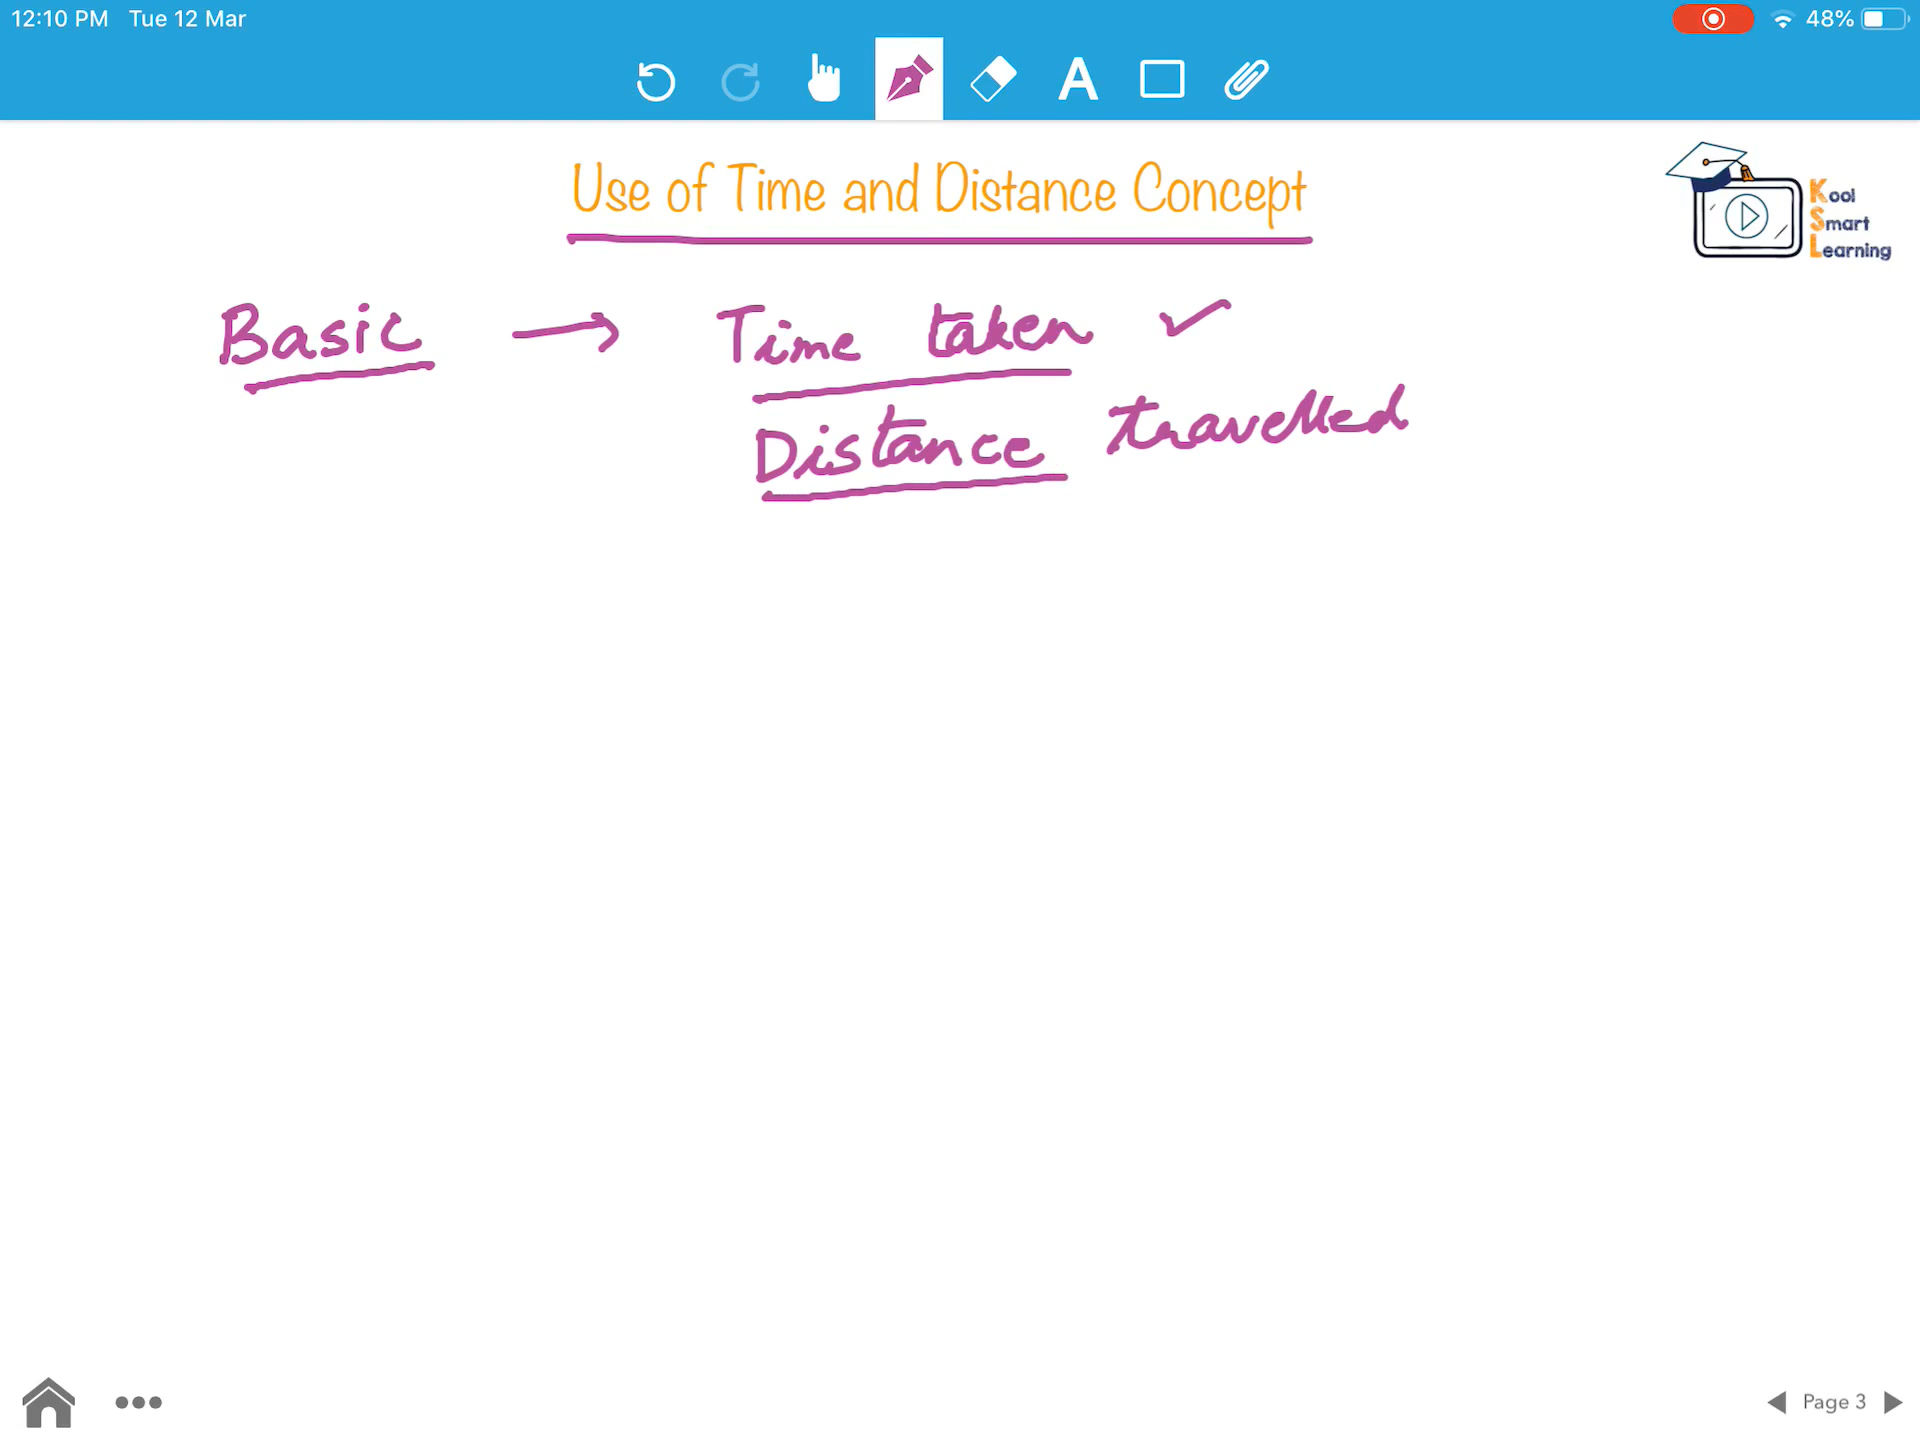 12:10 PM Tue 12 Mar 48%
Use of Time and Distance Concept
Kool
Smart
Learning
Basic → Time taken ✓
Distance travelled
Page 3